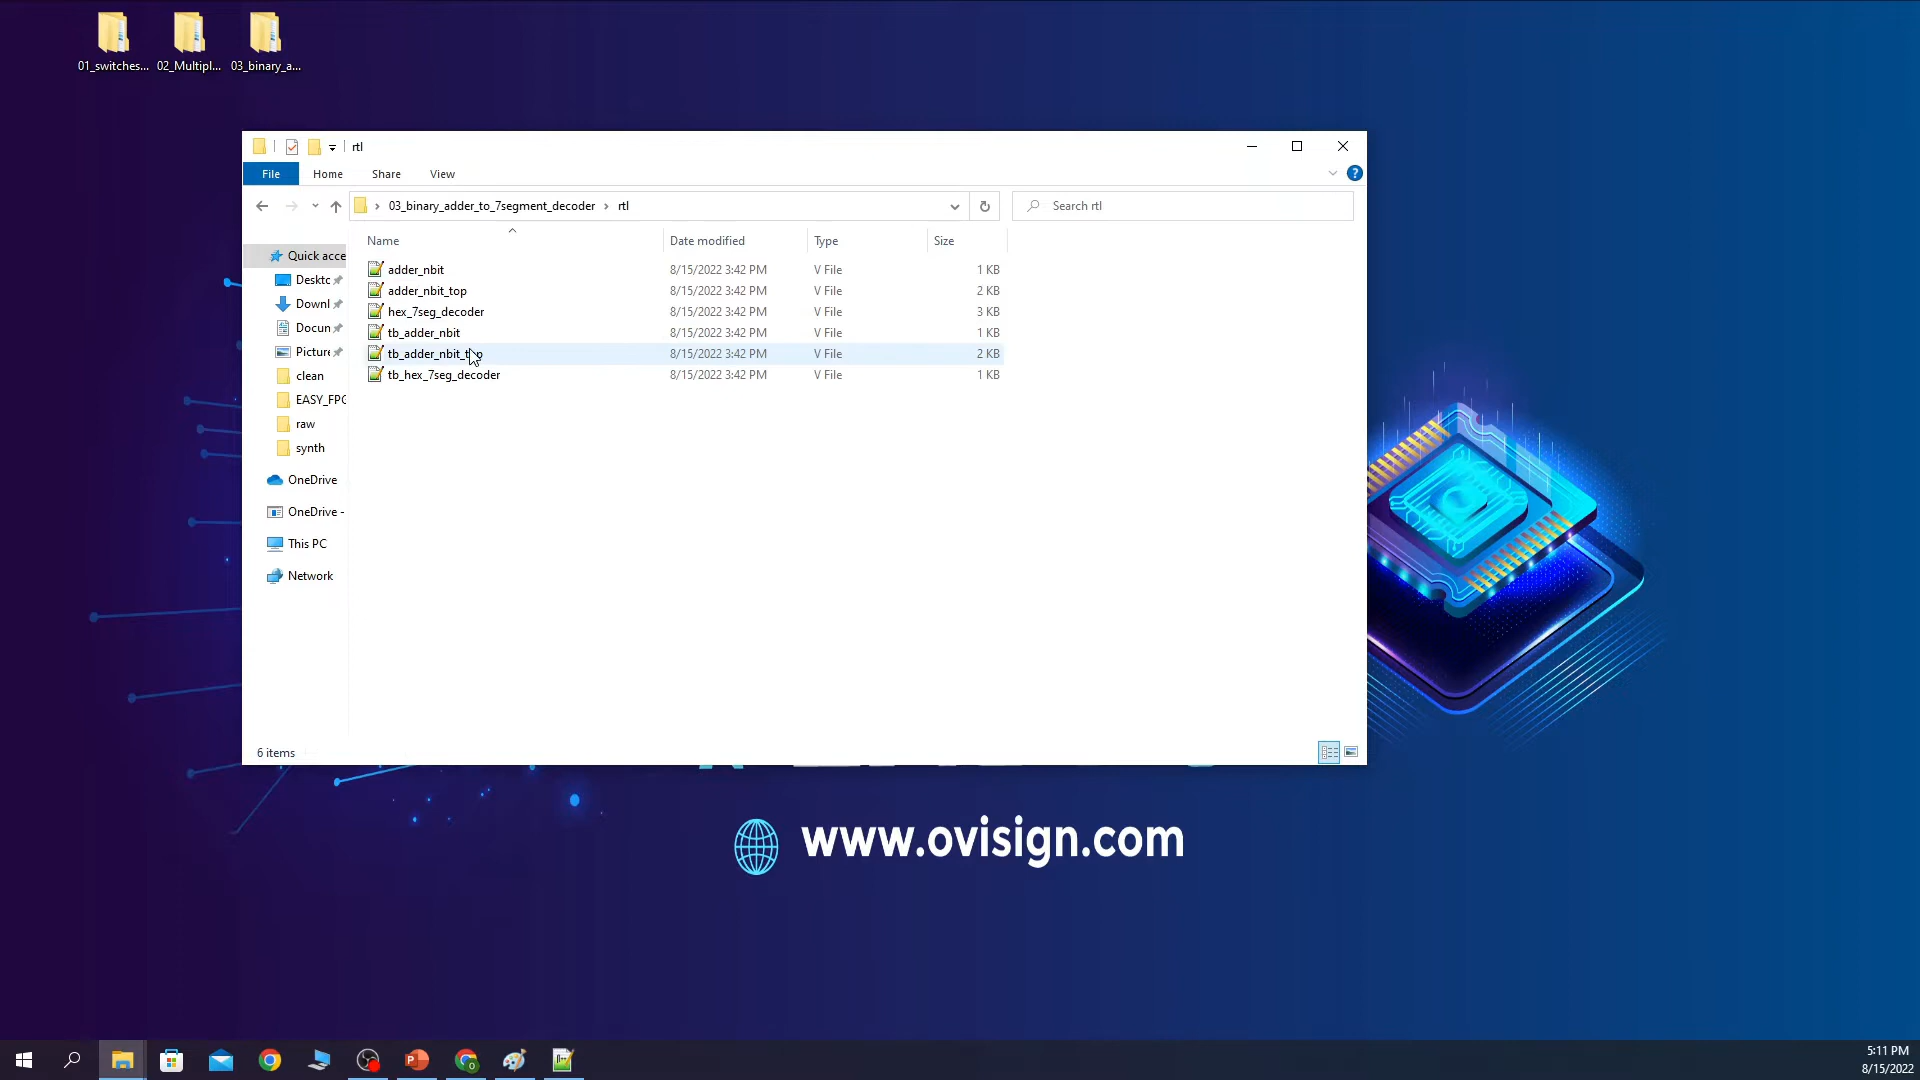 01_switches... 02_Multipl... 03_binary_a...
rtl
File Home Share View
03_binary_adder_to_7segment_decoder rtl
Search rtl
Name Date modified Type Size
adder_nbit 8/15/2022 3:42 PM V File 1 KB
adder_nbit_top 8/15/2022 3:42 PM V File 2 KB
hex_7seg_decoder 8/15/2022 3:42 PM V File 3 KB
tb_adder_nbit 8/15/2022 3:42 PM V File 1 KB
tb_adder_nbit_top 8/15/2022 3:42 PM V File 2 KB
tb_hex_7seg_decoder 8/15/2022 3:42 PM V File 1 KB
Quick acce
Deskto
Downl
Docun
Picture
clean
EASY_FPG
raw
synth
OneDrive
OneDrive -
This PC
Network
6 items
www.ovisign.com
5:11 PM
8/15/2022